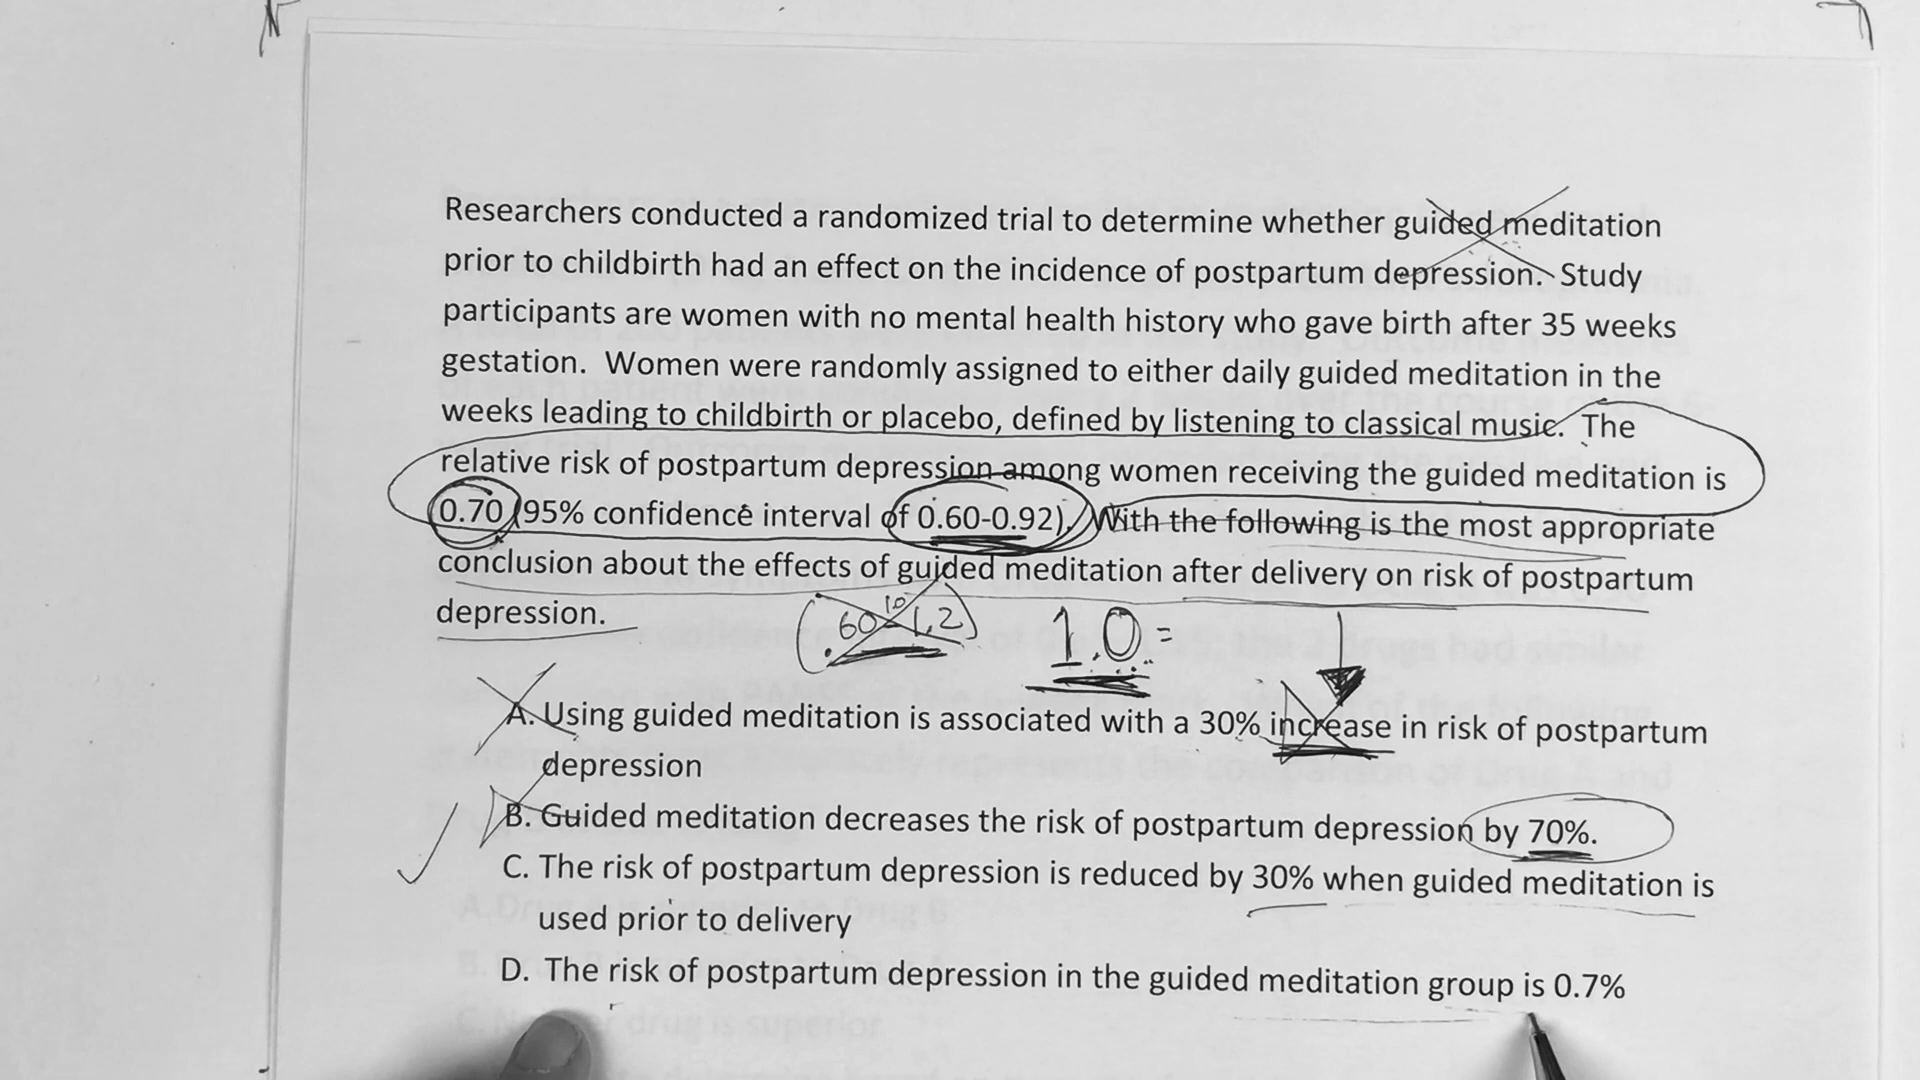 Researchers conducted a randomized trial to determine whether guided meditation
prior to childbirth had an effect on the incidence of postpartum depression. Study
participants are women with no mental health history who gave birth after 35 weeks
gestation. Women were randomly assigned to either daily guided meditation in the
weeks leading to childbirth or placebo, defined by listening to classical music. The
relative risk of postpartum depression among women receiving the guided meditation is
0.70 (95% confidence interval of 0.60-0.92). With the following is the most appropriate
conclusion about the effects of guided meditation after delivery on risk of postpartum
depression.
(.60-1.2) 1.0 =
A. Using guided meditation is associated with a 30% increase in risk of postpartum
depression
B. Guided meditation decreases the risk of postpartum depression by 70%.
C. The risk of postpartum depression is reduced by 30% when guided meditation is
used prior to delivery
D. The risk of postpartum depression in the guided meditation group is 0.7%